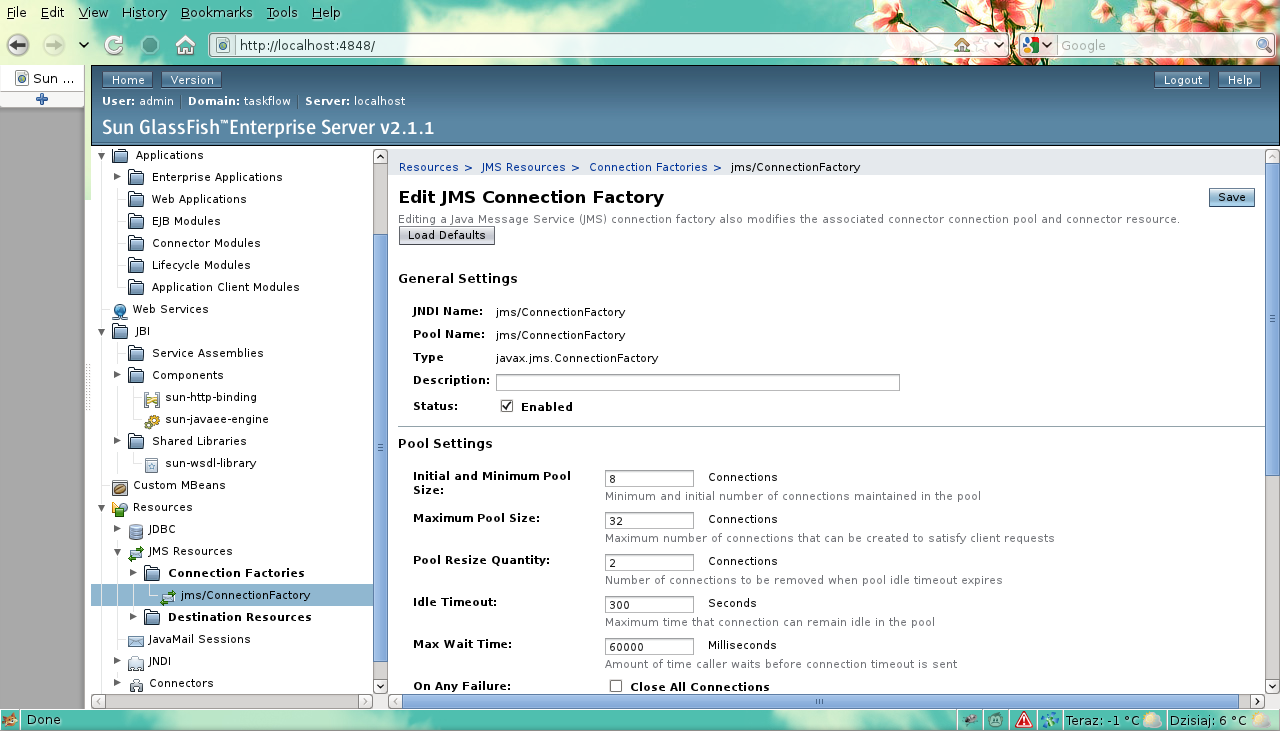 File Edit View History Bookmarks Tools Help
http://localhost:4848/
Google
Sun ...
Home Version Logout Help
User: admin Domain: taskflow Server: localhost
Sun GlassFish™ Enterprise Server v2.1.1
Applications
Enterprise Applications
Web Applications
EJB Modules
Connector Modules
Lifecycle Modules
Application Client Modules
Web Services
JBI
Service Assemblies
Components
sun-http-binding
sun-javaee-engine
Shared Libraries
sun-wsdl-library
Custom MBeans
Resources
JDBC
JMS Resources
Connection Factories
jms/ConnectionFactory
Destination Resources
JavaMail Sessions
JNDI
Connectors
Resources > JMS Resources > Connection Factories > jms/ConnectionFactory
Edit JMS Connection Factory
Save
Editing a Java Message Service (JMS) connection factory also modifies the associated connector connection pool and connector resource.
Load Defaults
General Settings
JNDI Name: jms/ConnectionFactory
Pool Name: jms/ConnectionFactory
Type javax.jms.ConnectionFactory
Description:
Status: Enabled
Pool Settings
Initial and Minimum Pool
Size:
8 Connections
Minimum and initial number of connections maintained in the pool
Maximum Pool Size: 32 Connections
Maximum number of connections that can be created to satisfy client requests
Pool Resize Quantity: 2 Connections
Number of connections to be removed when pool idle timeout expires
Idle Timeout: 300 Seconds
Maximum time that connection can remain idle in the pool
Max Wait Time: 60000 Milliseconds
Amount of time caller waits before connection timeout is sent
On Any Failure: Close All Connections
Done
Teraz: -1 °C Dzisiaj: 6 °C